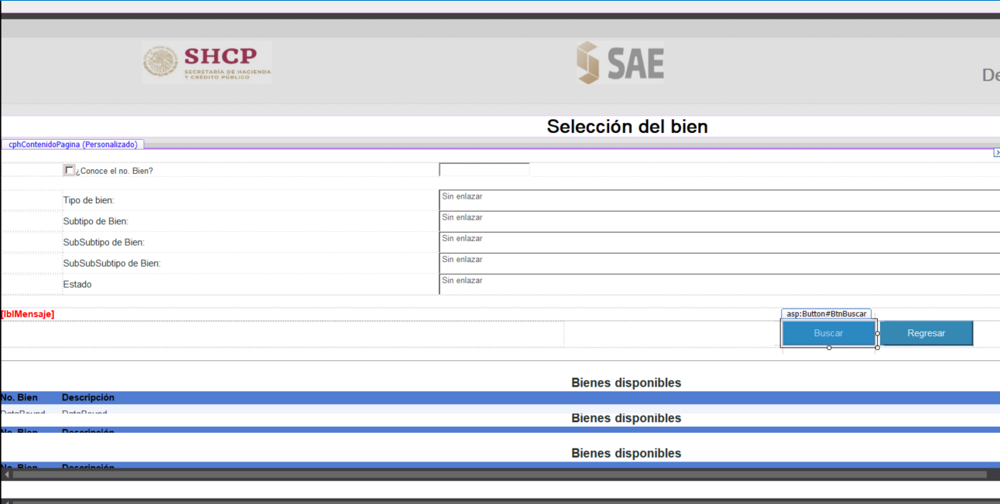 SHCP
SECRETARÍA DE HACIENDA
Y CRÉDITO PÚBLICO
SAE
De
Selección del bien
cphContenidoPagina (Personalizado)
¿Conoce el no. Bien?
Tipo de bien:
Sin enlazar
Subtipo de Bien:
Sin enlazar
SubSubtipo de Bien:
Sin enlazar
SubSubSubtipo de Bien:
Sin enlazar
Estado
Sin enlazar
[lblMensaje]
asp:Button#BtnBuscar
Buscar
Regresar
Bienes disponibles
No. Bien Descripción
DataBound DataBound
Bienes disponibles
No. Bien Descripción
Bienes disponibles
No. Bien Descripción